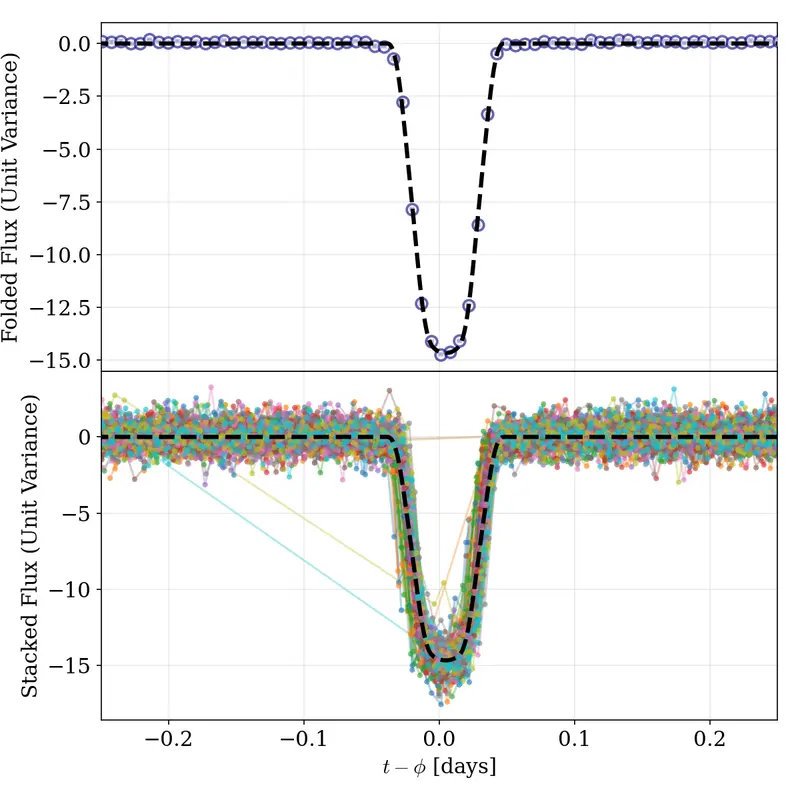 Folded Flux (Unit Variance)
0.0
−2.5
−5.0
−7.5
−10.0
−12.5
−15.0
Stacked Flux (Unit Variance)
0
−5
−10
−15
−0.2 −0.1 0.0 0.1 0.2
t − ϕ [days]